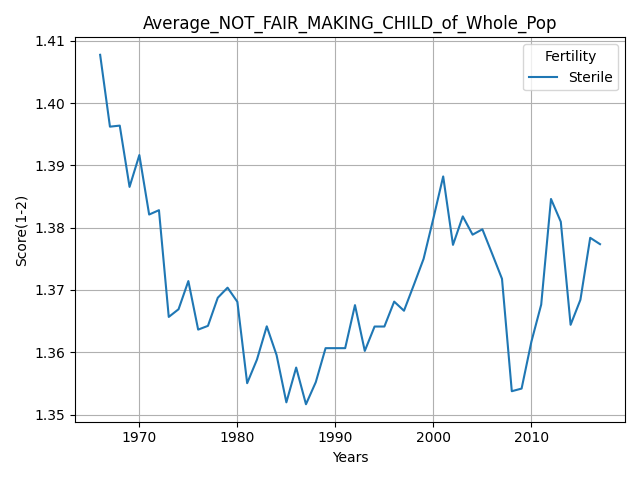 Average_NOT_FAIR_MAKING_CHILD_of_Whole_Pop
Fertility
Sterile
Score(1-2)
1.41
1.40
1.39
1.38
1.37
1.36
1.35
1970
1980
1990
2000
2010
Years